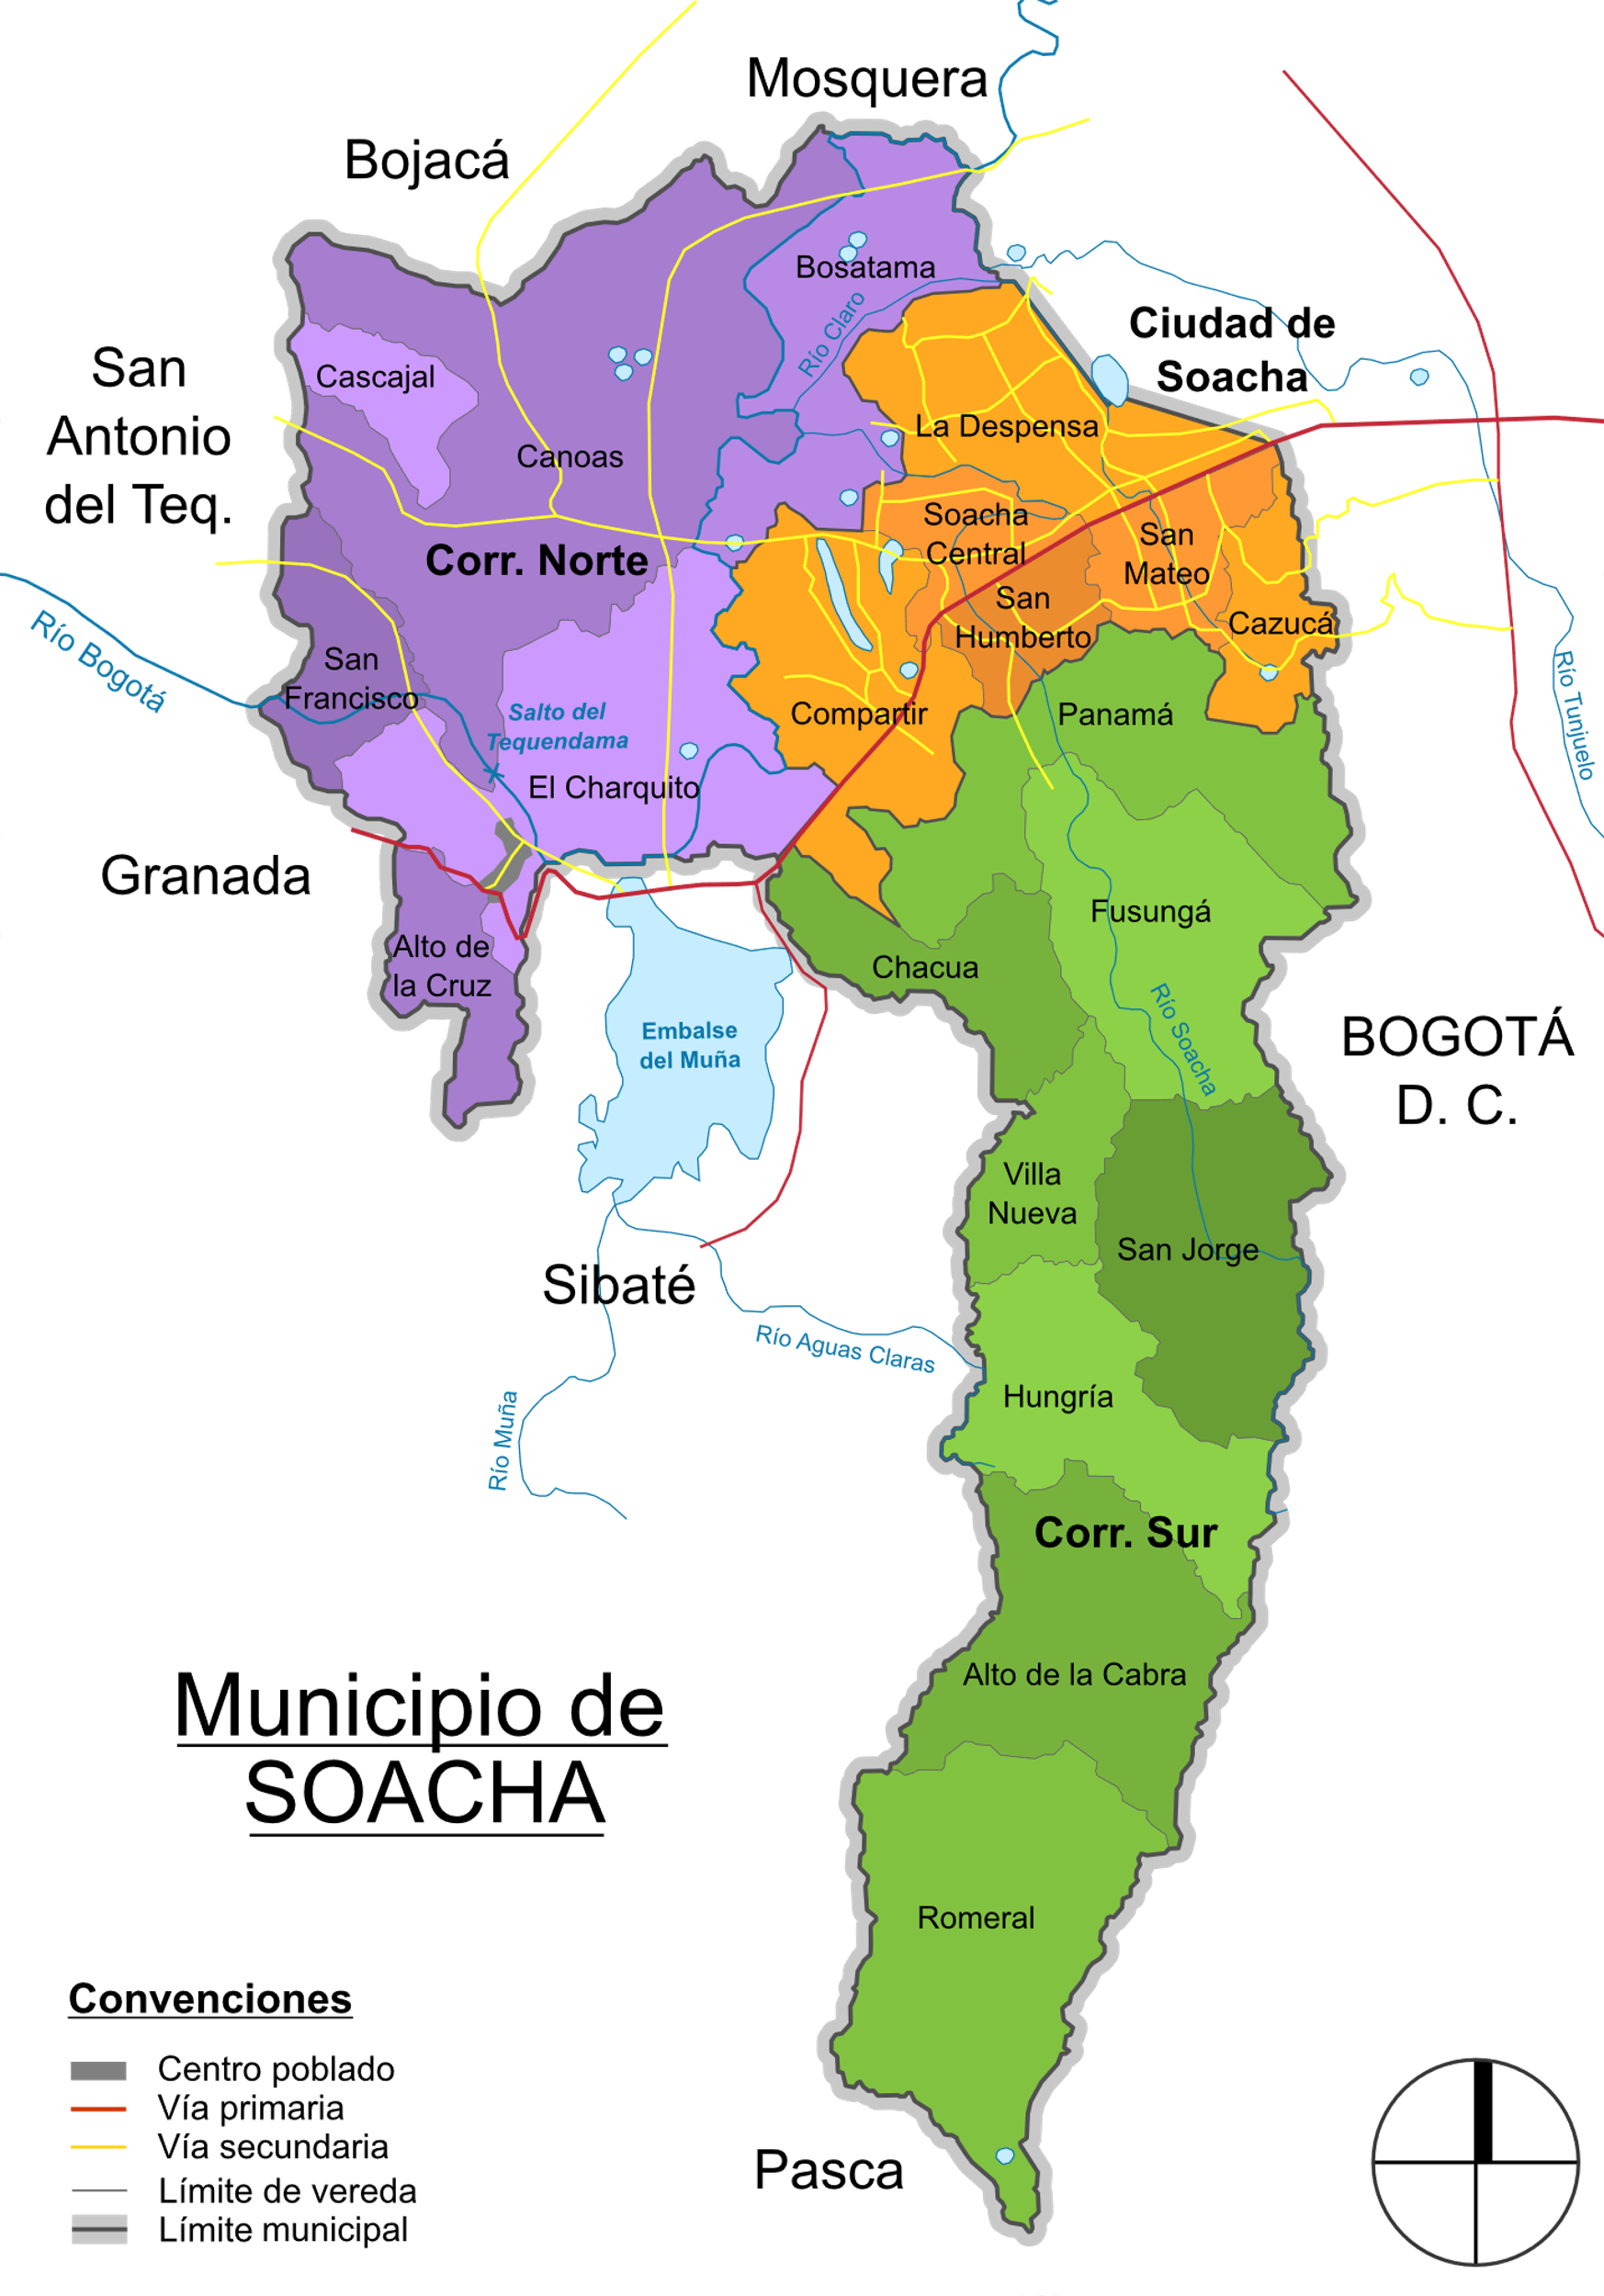 Mosquera
Bojacá
Bosatama
Río Claro
Ciudad de
Soacha
San
Antonio
del Teq.
Cascajal
Canoas
La Despensa
Soacha
Central
San
Mateo
Corr. Norte
San
Humberto
Cazucá
Río Bogotá
San
Francisco
Salto del
Tequendama
El Charquito
Compartir
Panamá
Río Tunjuelo
Granada
Alto de
la Cruz
Chacua
Fusungá
Embalse
del Muña
Río Soacha
BOGOTÁ
D. C.
Villa
Nueva
San Jorge
Sibaté
Río Aguas Claras
Río Muña
Hungría
Corr. Sur
Alto de la Cabra
Municipio de
SOACHA
Romeral
Pasca
Convenciones
Centro poblado
Vía primaria
Vía secundaria
Límite de vereda
Límite municipal